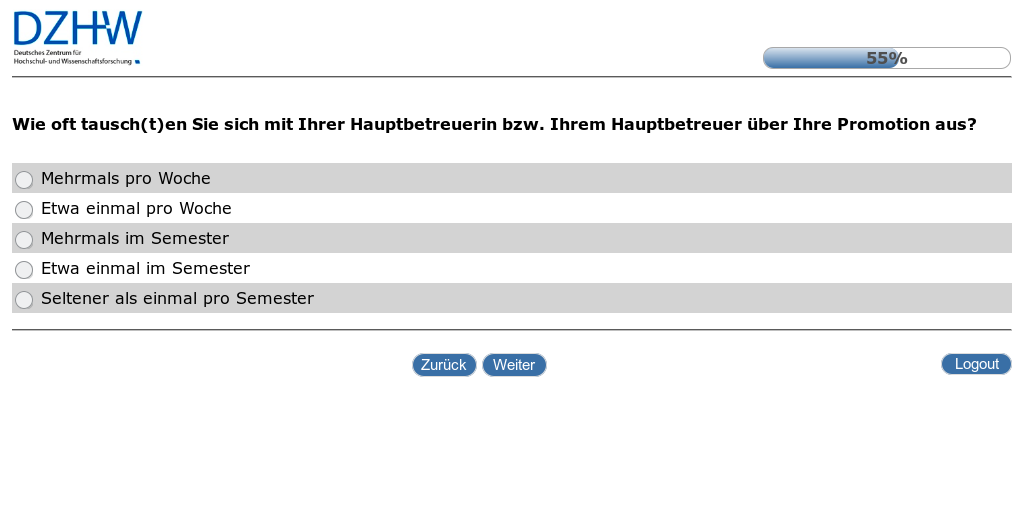 DZHW
Deutsches Zentrum für
Hochschul- und Wissenschaftsforschung
55%
Wie oft tausch(t)en Sie sich mit Ihrer Hauptbetreuerin bzw. Ihrem Hauptbetreuer über Ihre Promotion aus?
Mehrmals pro Woche
Etwa einmal pro Woche
Mehrmals im Semester
Etwa einmal im Semester
Seltener als einmal pro Semester
Zurück Weiter Logout